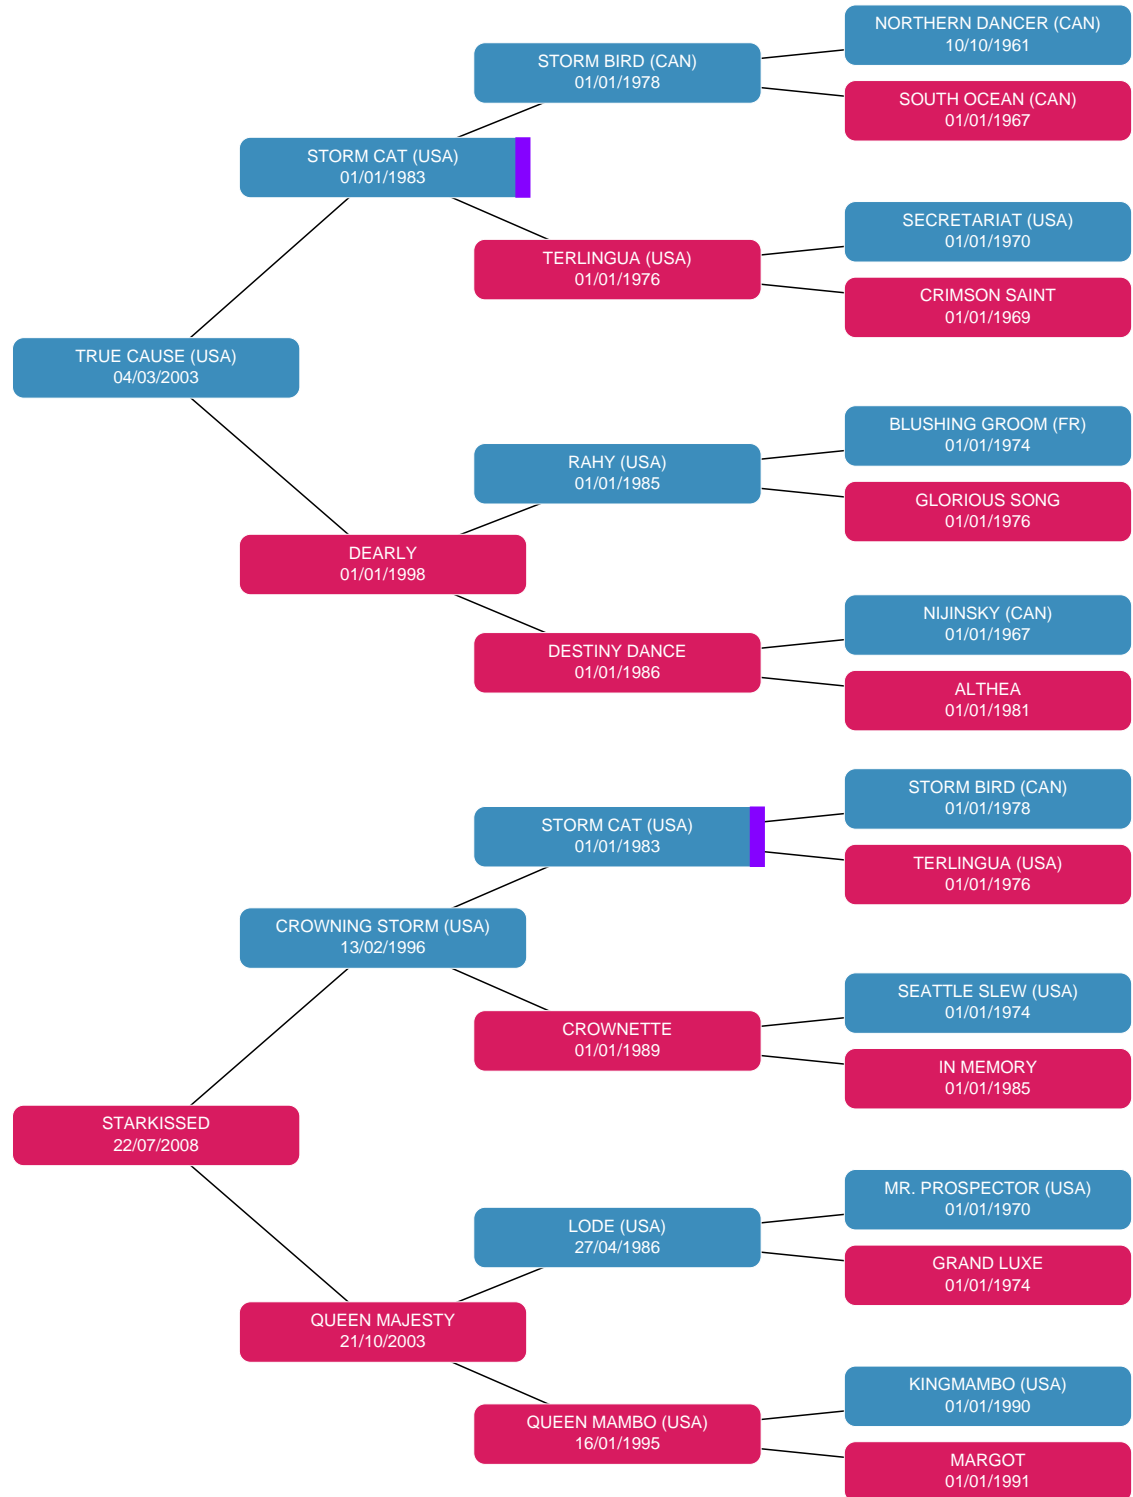 NORTHERN DANCER (CAN)
10/10/1961
STORM BIRD (CAN)
01/01/1978
SOUTH OCEAN (CAN)
01/01/1967
STORM CAT (USA)
01/01/1983
SECRETARIAT (USA)
01/01/1970
TERLINGUA (USA)
01/01/1976
CRIMSON SAINT
01/01/1969
TRUE CAUSE (USA)
04/03/2003
BLUSHING GROOM (FR)
01/01/1974
RAHY (USA)
01/01/1985
GLORIOUS SONG
01/01/1976
DEARLY
01/01/1998
NIJINSKY (CAN)
01/01/1967
DESTINY DANCE
01/01/1986
ALTHEA
01/01/1981
STORM BIRD (CAN)
01/01/1978
STORM CAT (USA)
01/01/1983
TERLINGUA (USA)
01/01/1976
CROWNING STORM (USA)
13/02/1996
SEATTLE SLEW (USA)
01/01/1974
CROWNETTE
01/01/1989
IN MEMORY
01/01/1985
STARKISSED
22/07/2008
MR. PROSPECTOR (USA)
01/01/1970
LODE (USA)
27/04/1986
GRAND LUXE
01/01/1974
QUEEN MAJESTY
21/10/2003
KINGMAMBO (USA)
01/01/1990
QUEEN MAMBO (USA)
16/01/1995
MARGOT
01/01/1991